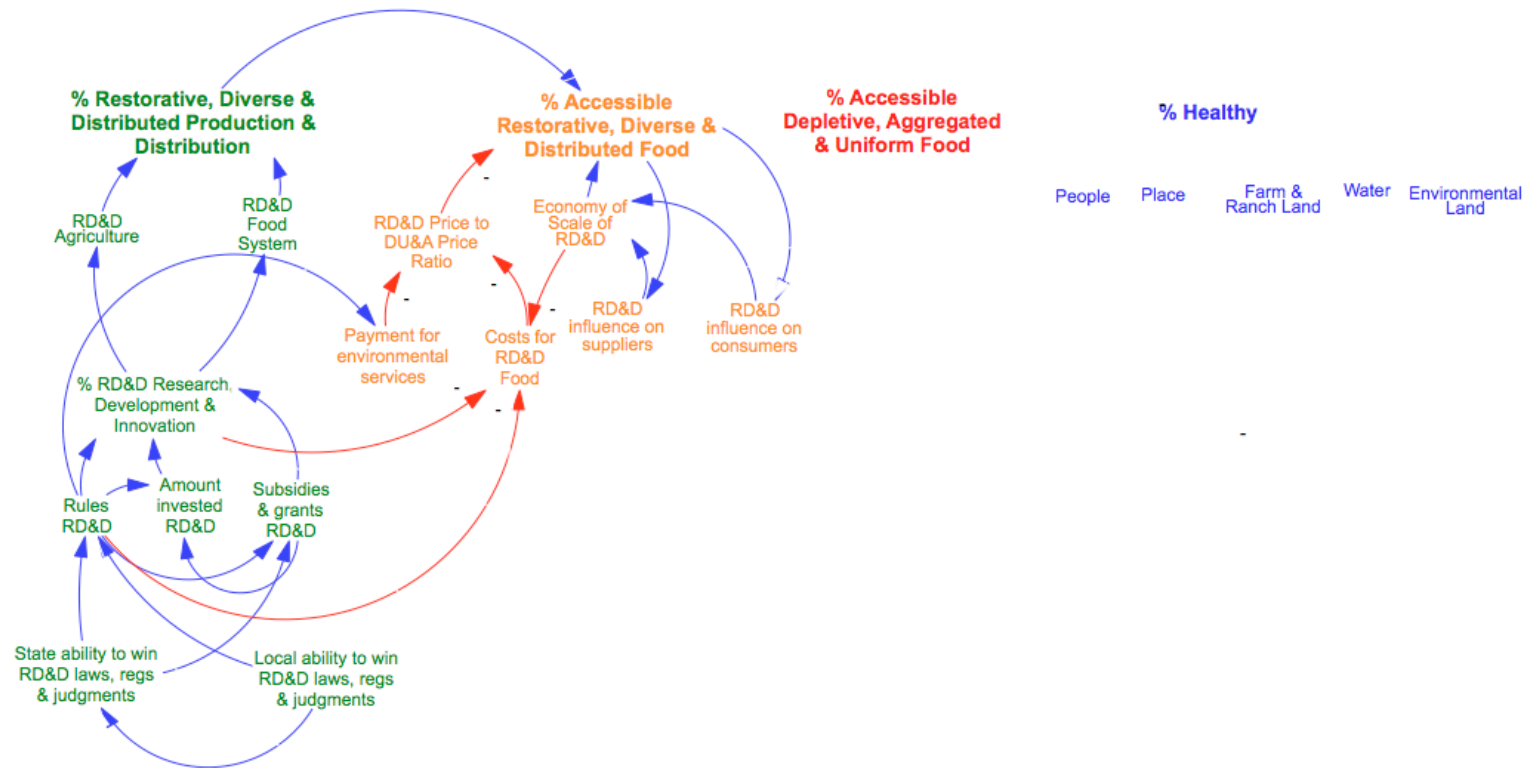 % Restorative, Diverse &
Distributed Production &
Distribution
% Accessible
Restorative, Diverse &
Distributed Food
% Accessible
Depletive, Aggregated
& Uniform Food
% Healthy
People
Place
Farm &
Ranch Land
Water
Environmental
Land
RD&D
Agriculture
RD&D
Food
System
RD&D Price to
DU&A Price
Ratio
Economy of
Scale of
RD&D
-
-
-
-
Payment for
environmental
services
Costs for
RD&D
Food
RD&D
influence on
suppliers
RD&D
influence on
consumers
-
-
% RD&D Research,
Development &
Innovation
-
Rules
RD&D
Amount
invested
RD&D
Subsidies
& grants
RD&D
State ability to win
RD&D laws, regs
& judgments
Local ability to win
RD&D laws, regs
& judgments